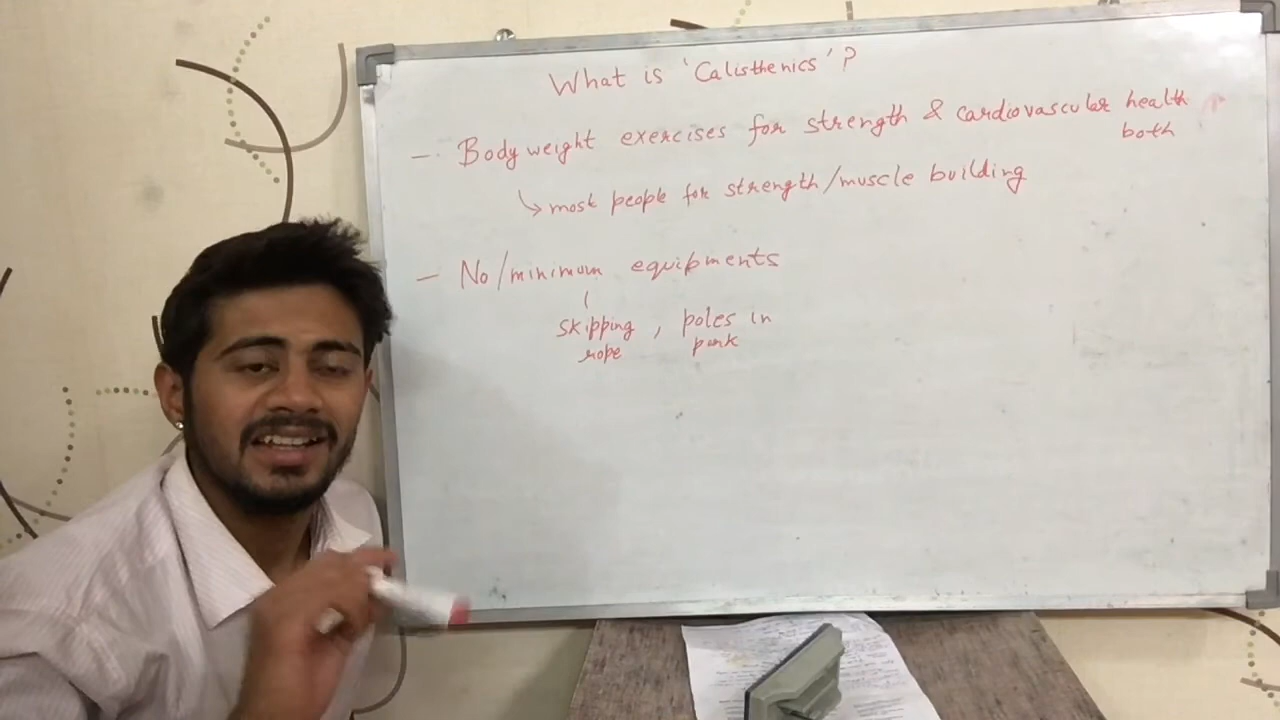 What is 'Calisthenics'?
- Body weight exercises for strength & cardiovascular health
both
↳ most people for strength/muscle building
- No/minimum equipments
skipping, poles in
rope park